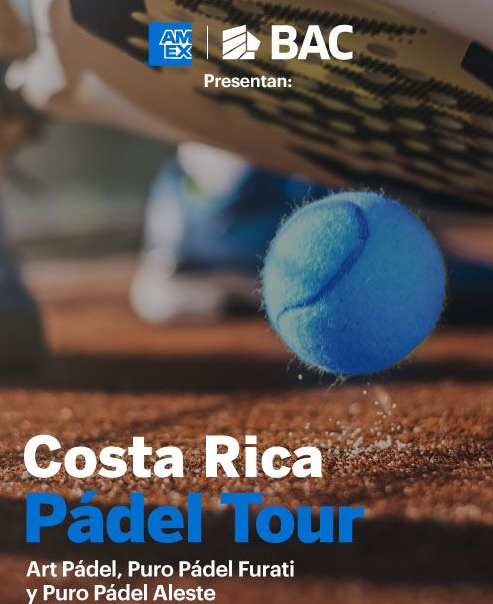 AM
EX
BAC
Presentan:
Costa Rica
Pádel Tour
Art Pádel, Puro Pádel Furati
y Puro Pádel Aleste